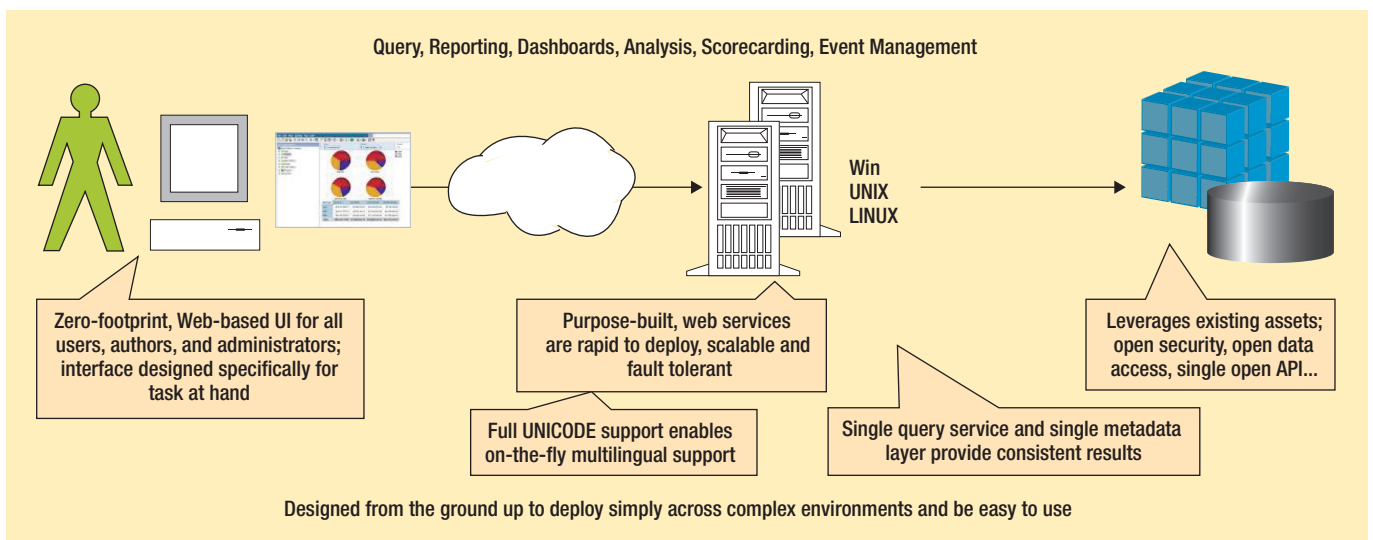 Query, Reporting, Dashboards, Analysis, Scorecarding, Event Management
Win
UNIX
LINUX
Zero-footprint, Web-based UI for all
users, authors, and administrators;
interface designed specifically for
task at hand
Purpose-built, web services
are rapid to deploy, scalable and
fault tolerant
Leverages existing assets;
open security, open data
access, single open API...
Full UNICODE support enables
on-the-fly multilingual support
Single query service and single metadata
layer provide consistent results
Designed from the ground up to deploy simply across complex environments and be easy to use